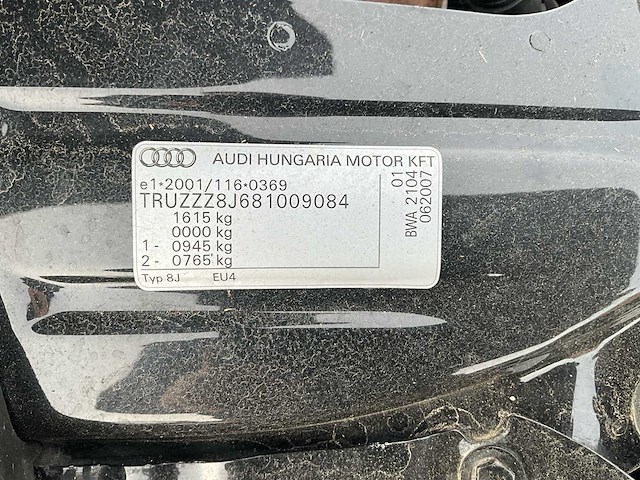 AUDI HUNGARIA MOTOR KFT
e1*2001/116*0369
TRUZZZ8J681009084
1615 kg
0000 kg
1 - 0945 kg
2 - 0765 kg
Typ 8J EU4
01
BWA 2104
062007